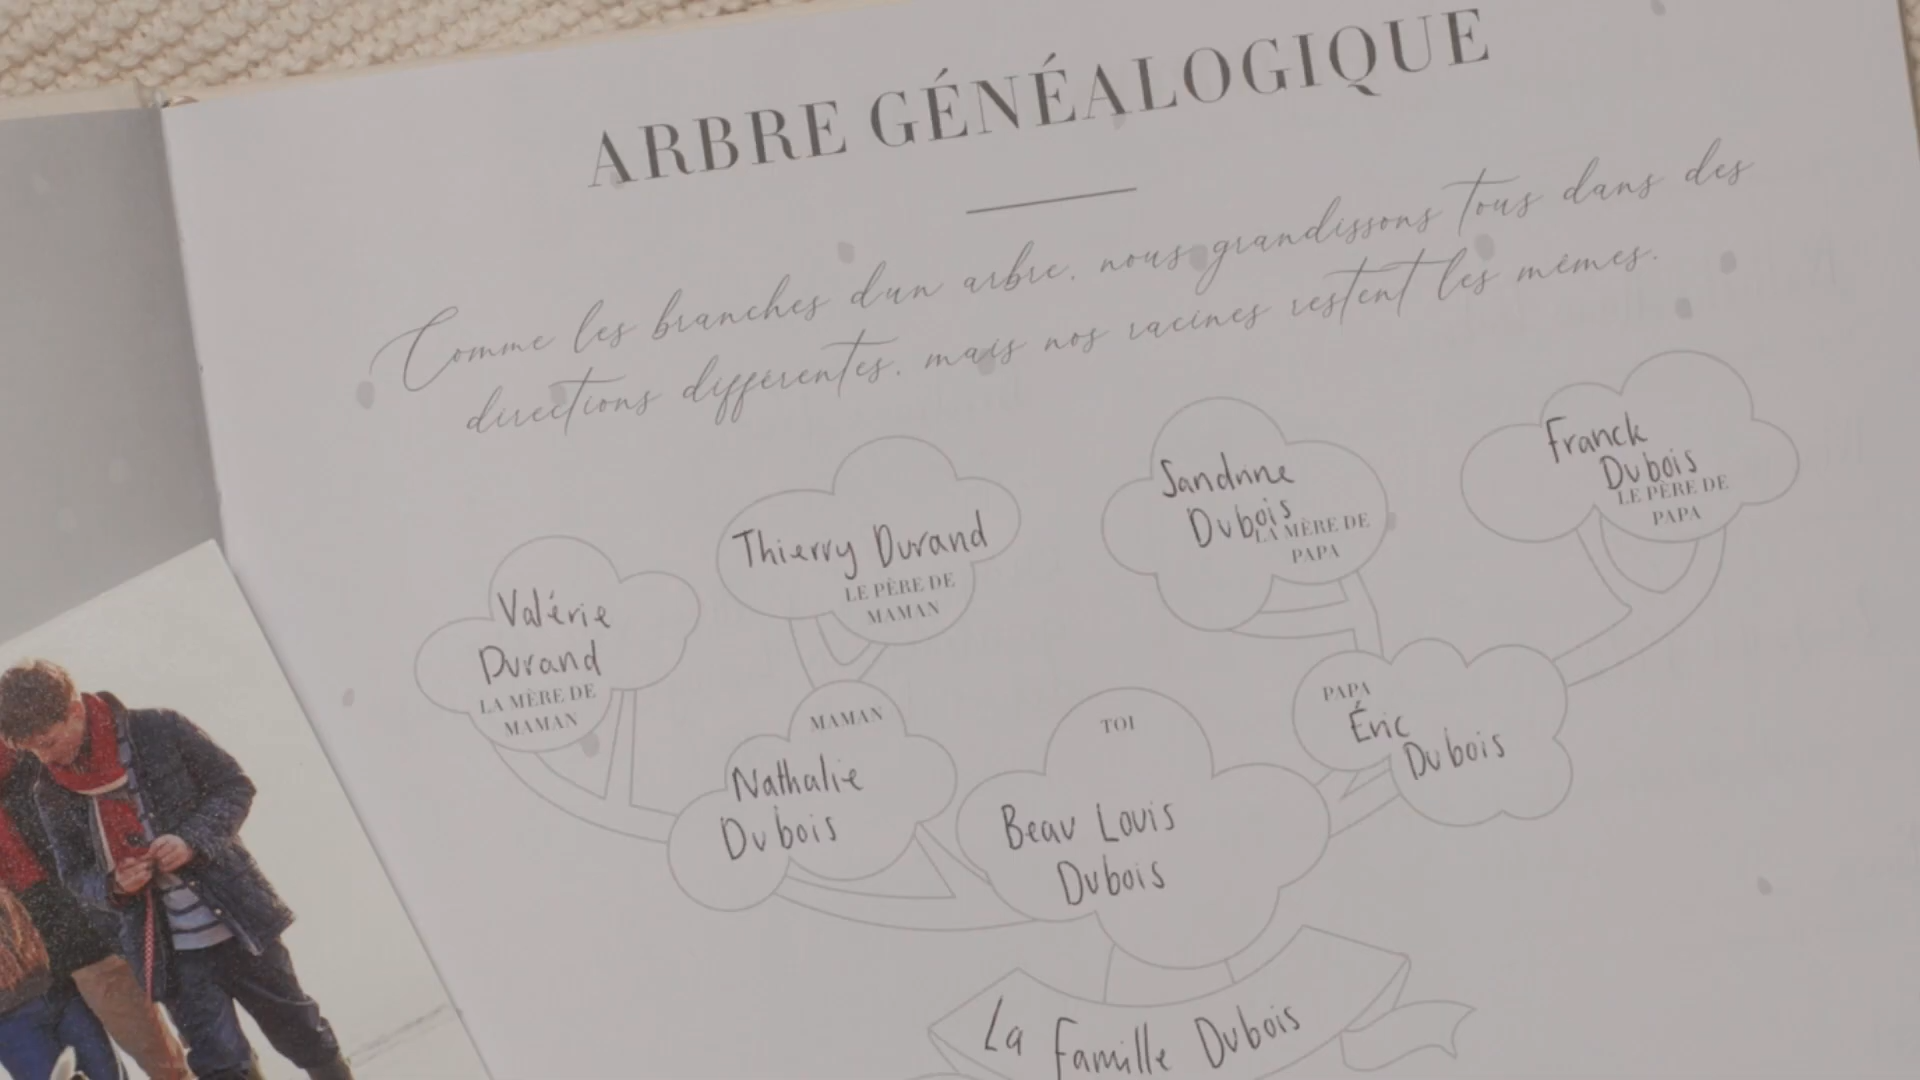 ARBRE GÉNÉALOGIQUE
Comme les branches d'un arbre, nous grandissons tous dans des
directions différentes, mais nos racines restent les mêmes.
Valérie
Durand
LA MÈRE DE
MAMAN
Thierry Durand
LE PÈRE DE
MAMAN
Sandrine
Dubois
LA MÈRE DE
PAPA
Franck
Dubois
LE PÈRE DE
PAPA
MAMAN
Nathalie
Dubois
TOI
Beau Louis
Dubois
PAPA
Éric
Dubois
La Famille Dubois